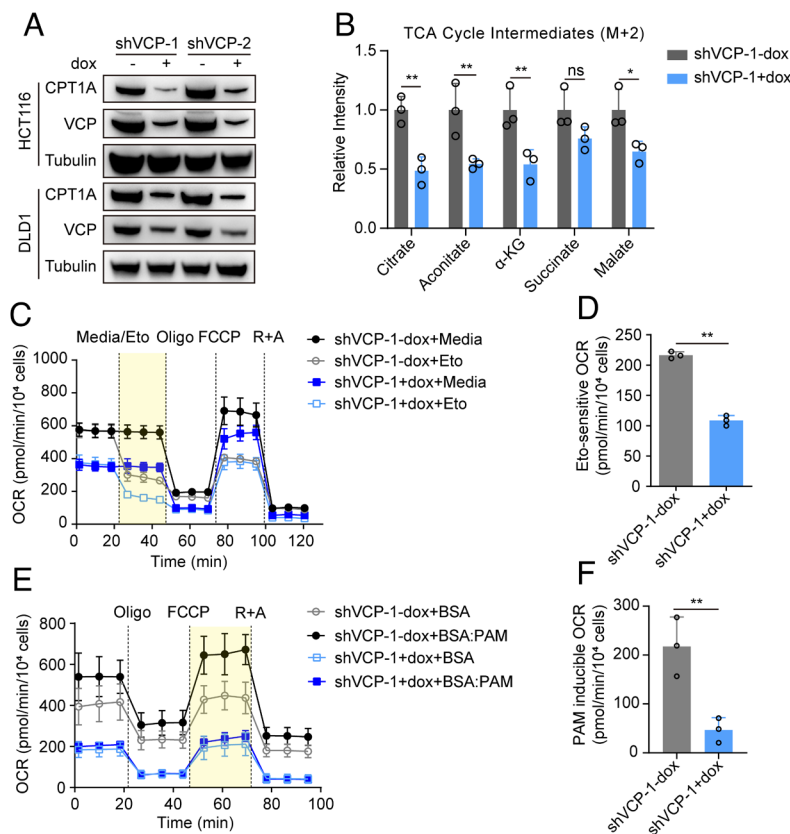 A
shVCP-1 shVCP-2
dox - + - +
HCT116
CPT1A
VCP
Tubulin
DLD1
CPT1A
VCP
Tubulin
B
TCA Cycle Intermediates (M+2)
shVCP-1-dox
shVCP-1+dox
Relative Intensity
1.5
1.0
0.5
0.0
** ** ** ns *
Citrate
Aconitate
α-KG
Succinate
Malate
C
Media/Eto Oligo FCCP R+A
shVCP-1-dox+Media
shVCP-1-dox+Eto
shVCP-1+dox+Media
shVCP-1+dox+Eto
OCR (pmol/min/10⁴ cells)
1000
800
600
400
200
0
0 20 40 60 80 100 120
Time (min)
D
Eto-sensitive OCR
(pmol/min/10⁴ cells)
250
200
150
100
50
0
**
shVCP-1-dox
shVCP-1+dox
E
Oligo FCCP R+A
shVCP-1-dox+BSA
shVCP-1-dox+BSA:PAM
shVCP-1+dox+BSA
shVCP-1+dox+BSA:PAM
OCR (pmol/min/10⁴ cells)
800
600
400
200
0
0 20 40 60 80 100
Time (min)
F
PAM inducible OCR
(pmol/min/10⁴ cells)
300
200
100
0
**
shVCP-1-dox
shVCP-1+dox